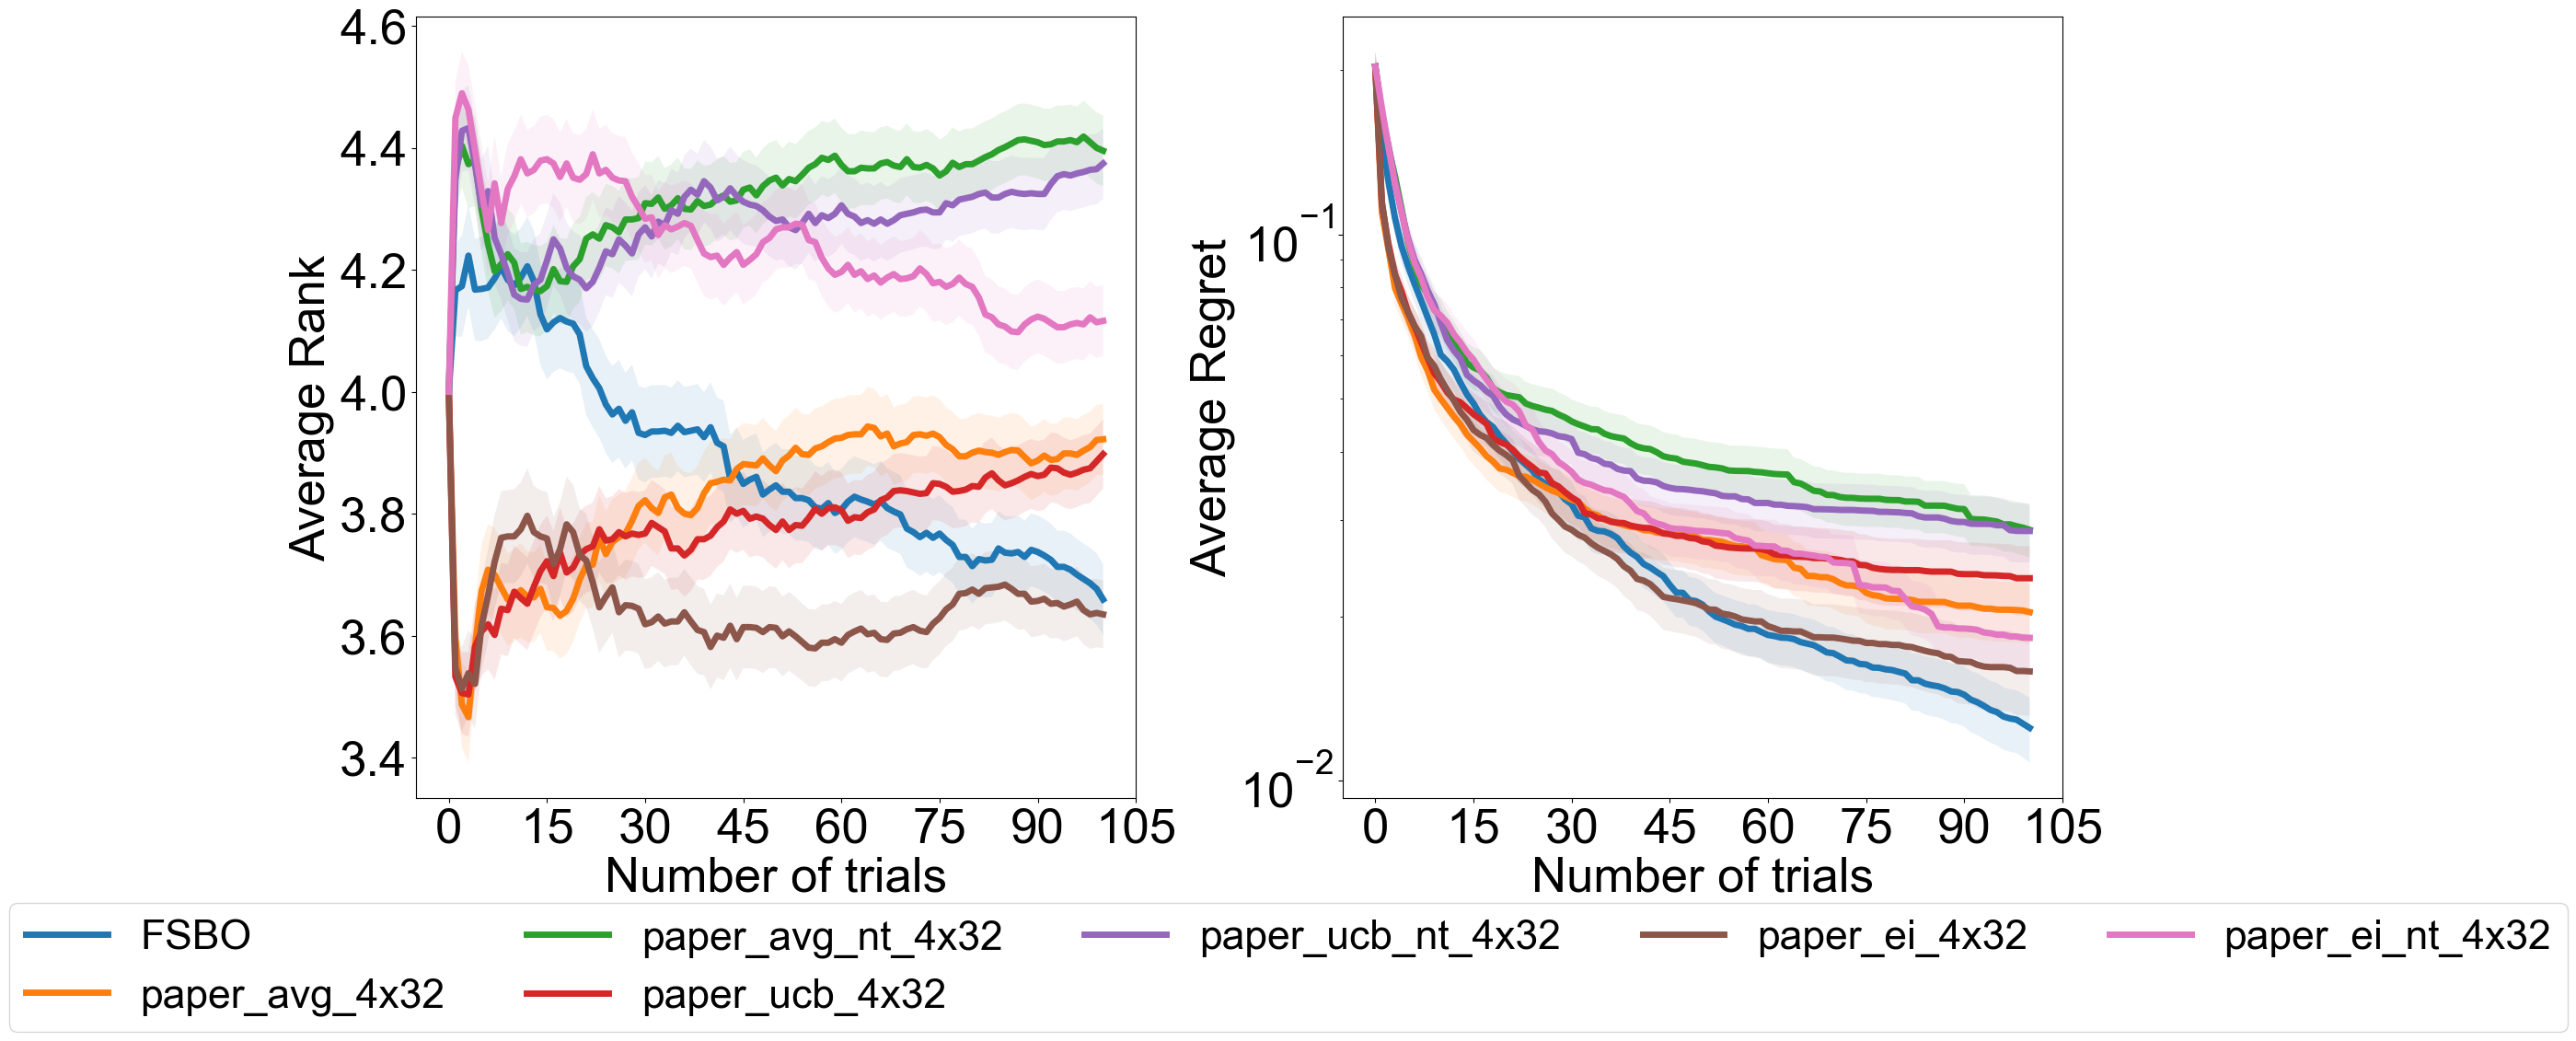 Average Rank
4.6
4.4
4.2
4.0
3.8
3.6
3.4
0 15 30 45 60 75 90 105
Number of trials
Average Regret
10⁻¹
10⁻²
0 15 30 45 60 75 90 105
Number of trials
FSBO paper_avg_nt_4x32 paper_ucb_nt_4x32 paper_ei_4x32 paper_ei_nt_4x32
paper_avg_4x32 paper_ucb_4x32